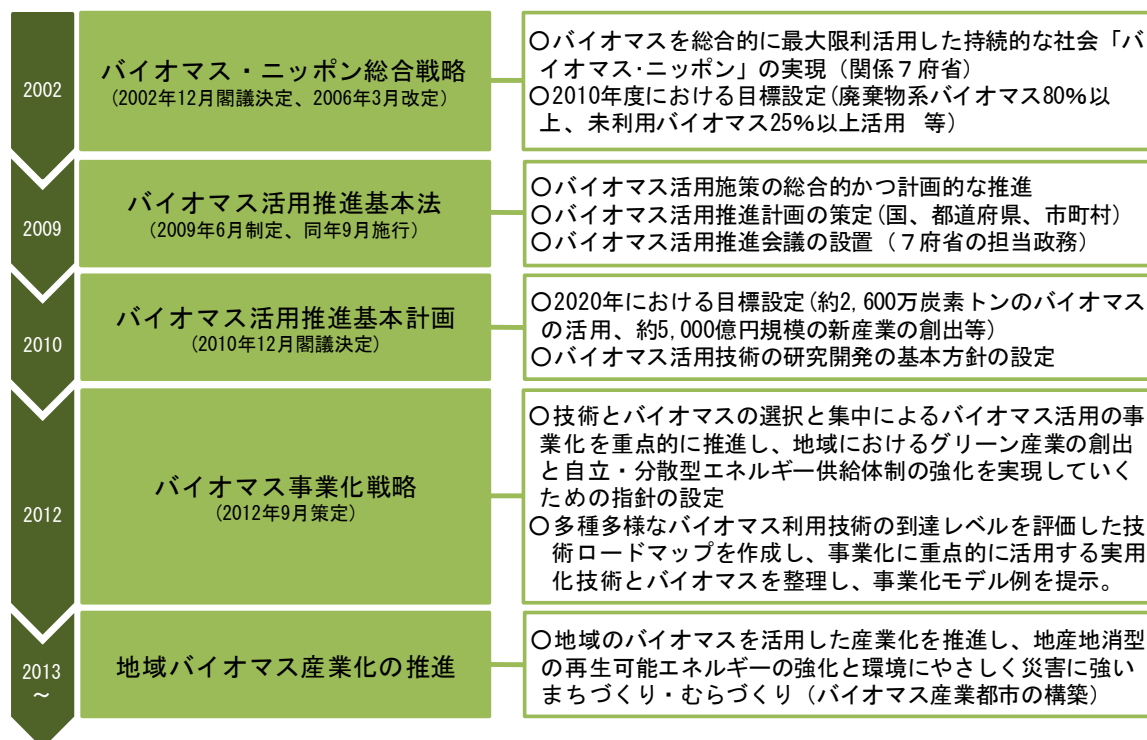 2002
バイオマス・ニッポン総合戦略
(2002年12月閣議決定、2006年3月改定)
○バイオマスを総合的に最大限利活用した持続的な社会「バ
イオマス・ニッポン」の実現（関係７府省）
○2010年度における目標設定(廃棄物系バイオマス80%以
上、未利用バイオマス25%以上活用　等)
2009
バイオマス活用推進基本法
(2009年6月制定、同年9月施行)
○バイオマス活用施策の総合的かつ計画的な推進
○バイオマス活用推進計画の策定(国、都道府県、市町村)
○バイオマス活用推進会議の設置（７府省の担当政務）
2010
バイオマス活用推進基本計画
(2010年12月閣議決定)
○2020年における目標設定(約2,600万炭素トンのバイオマス
の活用、約5,000億円規模の新産業の創出等)
○バイオマス活用技術の研究開発の基本方針の設定
2012
バイオマス事業化戦略
(2012年9月策定)
○技術とバイオマスの選択と集中によるバイオマス活用の事
業化を重点的に推進し、地域におけるグリーン産業の創出
と自立・分散型エネルギー供給体制の強化を実現していく
ための指針の設定
○多種多様なバイオマス利用技術の到達レベルを評価した技
術ロードマップを作成し、事業化に重点的に活用する実用
化技術とバイオマスを整理し、事業化モデル例を提示。
2013
～
地域バイオマス産業化の推進
○地域のバイオマスを活用した産業化を推進し、地産地消型
の再生可能エネルギーの強化と環境にやさしく災害に強い
まちづくり・むらづくり（バイオマス産業都市の構築）